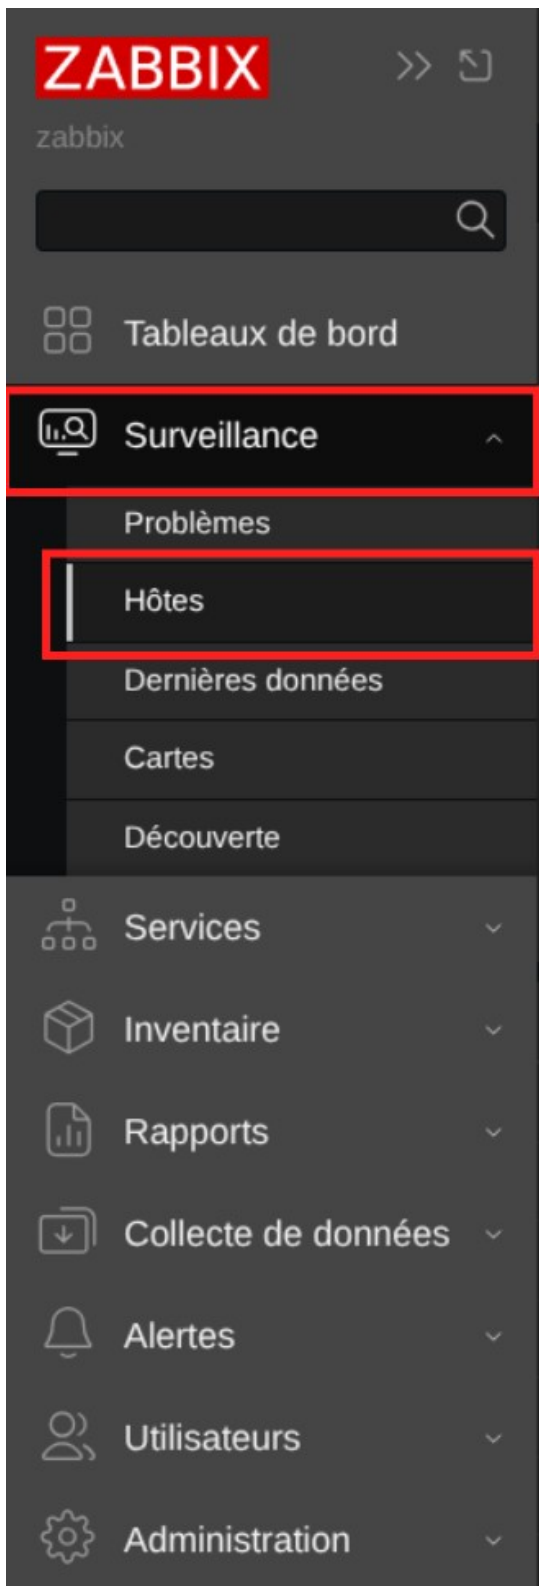 ZABBIX
zabbix
Tableaux de bord
Surveillance
Problèmes
Hôtes
Dernières données
Cartes
Découverte
Services
Inventaire
Rapports
Collecte de données
Alertes
Utilisateurs
Administration